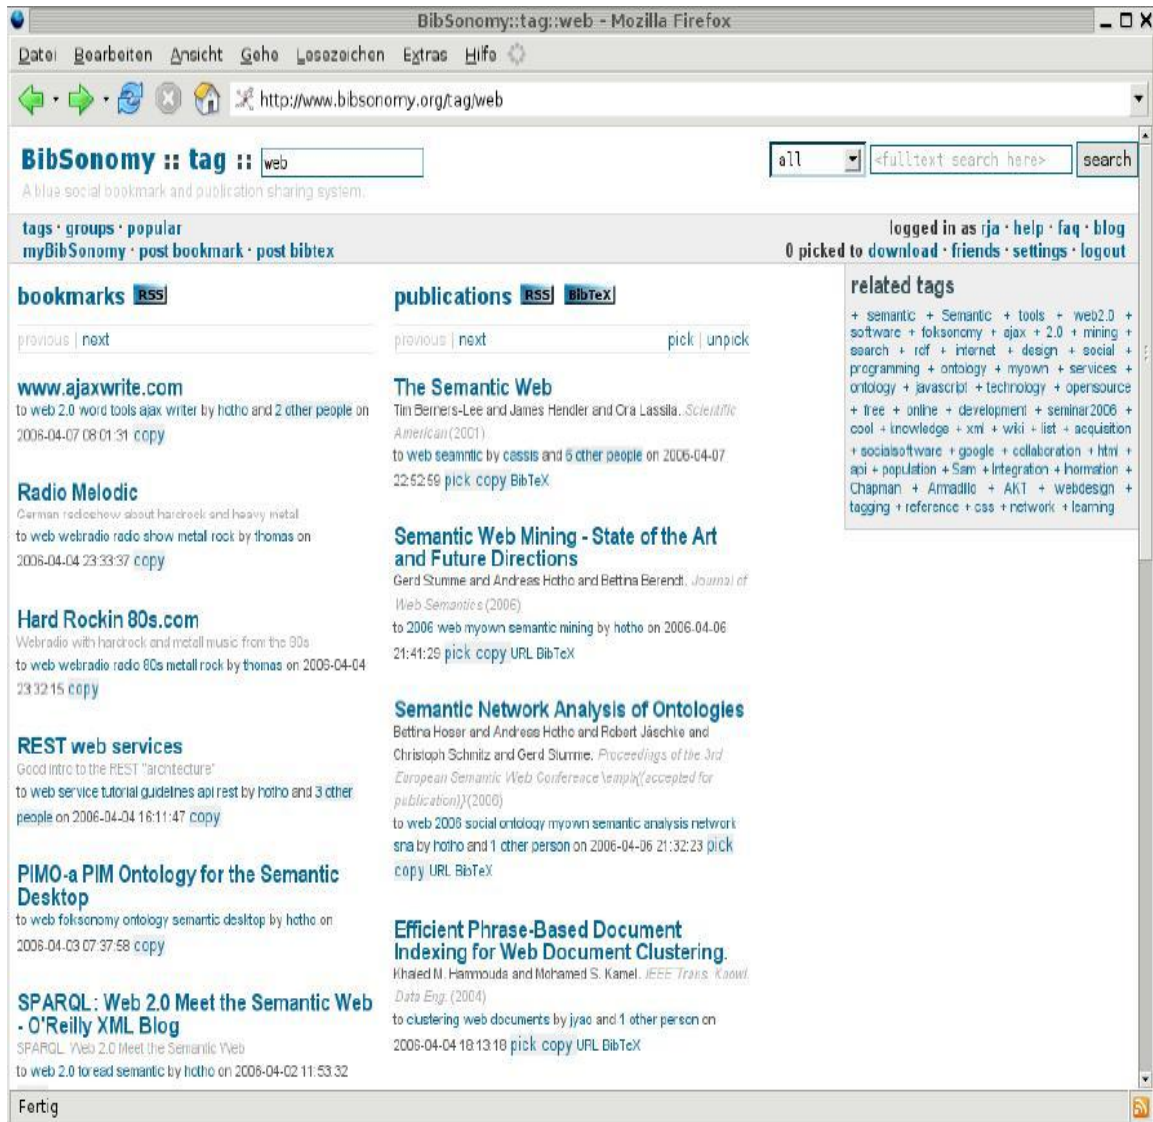 BibSonomy::tag::web - Mozilla Firefox
Datei Bearbeiten Ansicht Gehe Lesezeichen Extras Hilfe
http://www.bibsonomy.org/tag/web
BibSonomy :: tag :: web
all <fulltext search here> search
A blue social bookmark and publication sharing system.
tags · groups · popular
myBibSonomy · post bookmark · post bibtex
logged in as rja · help · faq · blog
0 picked to download · friends · settings · logout
bookmarks RSS
previous | next
www.ajaxwrite.com
to web 2.0 word tools ajax writer by hotho and 2 other people on
2006-04-07 08:01:31 copy
Radio Melodic
German radioshow about hardrock and heavy metal
to web webradio radio show metal rock by thomas on
2006-04-04 23:33:37 copy
Hard Rockin 80s.com
Webradio with hardrock and metall music from the 80s
to web webradio radio 80s metall rock by thomas on 2006-04-04
23:32:15 copy
REST web services
Good intro to the REST "architecture"
to web service tutorial guidelines api rest by hotho and 3 other
people on 2006-04-04 16:11:47 copy
PIMO-a PIM Ontology for the Semantic
Desktop
to web folksonomy ontology semantic desktop by hotho on
2006-04-03 07:37:58 copy
SPARQL: Web 2.0 Meet the Semantic Web
- O'Reilly XML Blog
SPARQL: Web 2.0 Meet the Semantic Web
to web 2.0 toread semantic by hotho on 2006-04-02 11:53:32
publications RSS BibTeX
previous | next pick | unpick
The Semantic Web
Tim Berners-Lee and James Hendler and Ora Lassila. Scientific
American (2001)
to web seamntic by cassis and 6 other people on 2006-04-07
22:52:59 pick copy BibTeX
Semantic Web Mining - State of the Art
and Future Directions
Gerd Stumme and Andreas Hotho and Bettina Berendt. Journal of
Web Semantics (2006)
to 2006 web myown semantic mining by hotho on 2006-04-06
21:41:29 pick copy URL BibTeX
Semantic Network Analysis of Ontologies
Bettina Hoser and Andreas Hotho and Robert Jäschke and
Christoph Schmitz and Gerd Stumme. Proceedings of the 3rd
European Semantic Web Conference \emph{(accepted for
publication)} (2006)
to web 2006 social ontology myown semantic analysis network
sna by hotho and 1 other person on 2006-04-06 21:32:23 pick
copy URL BibTeX
Efficient Phrase-Based Document
Indexing for Web Document Clustering.
Khaled M. Hammouda and Mohamed S. Kamel. IEEE Trans. Knowl.
Data Eng. (2004)
to clustering web documents by jyao and 1 other person on
2006-04-04 18:13:18 pick copy URL BibTeX
related tags
+ semantic + Semantic + tools + web2.0 +
software + folksonomy + ajax + 2.0 + mining +
search + rdf + internet + design + social +
programming + ontology + myown + services +
ontology + javascript + technology + opensource
+ free + online + development + seminar2006 +
cool + knowledge + xml + wiki + list + acquisition
+ socialsoftware + google + collaboration + html +
api + population + Sam + Integration + Iformation +
Chapman + Armadillo + AKT + webdesign +
tagging + reference + css + network + learning
Fertig